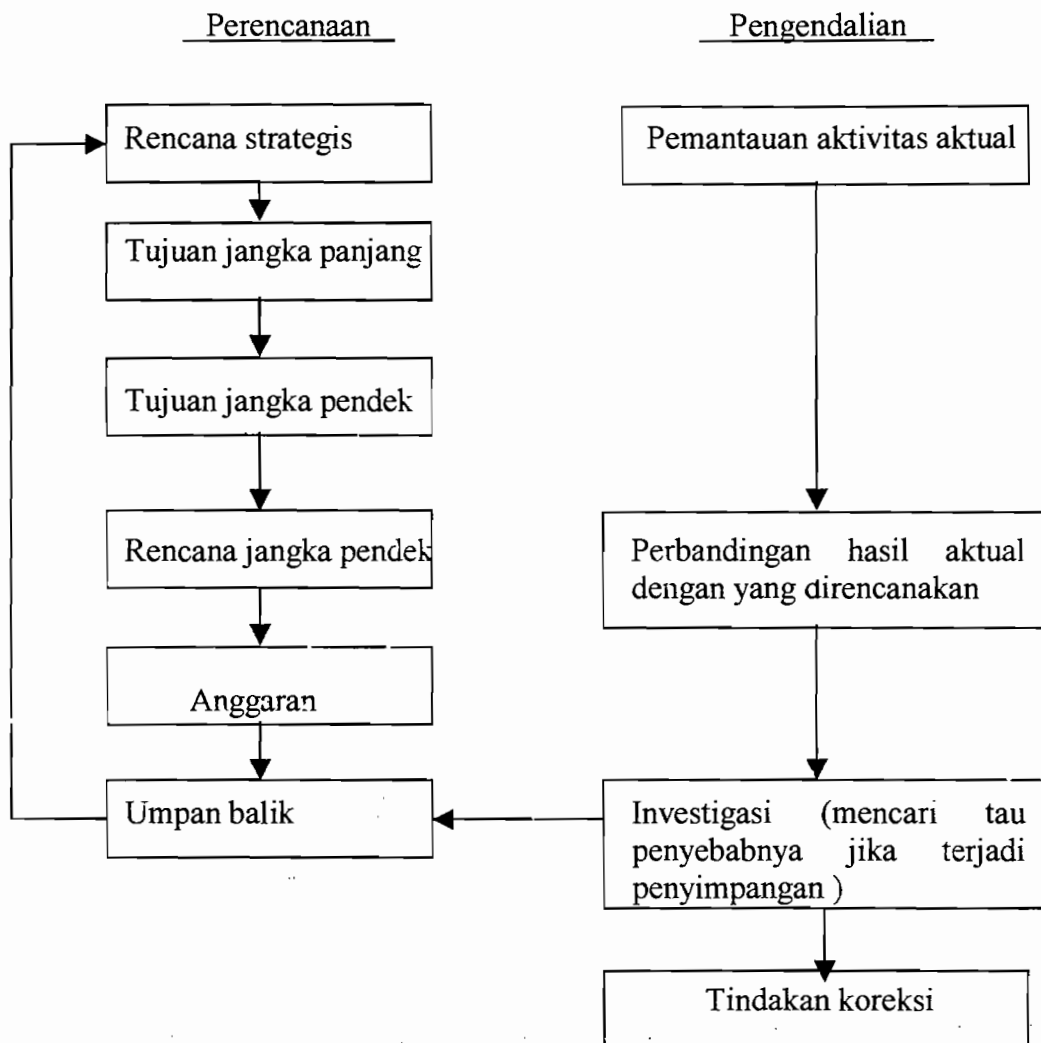 Perencanaan
Pengendalian
Rencana strategis
Tujuan jangka panjang
Tujuan jangka pendek
Rencana jangka pendek
Anggaran
Umpan balik
Pemantauan aktivitas aktual
Perbandingan hasil aktual
dengan yang direncanakan
Investigasi (mencari tau
penyebabnya jika terjadi
penyimpangan )
Tindakan koreksi